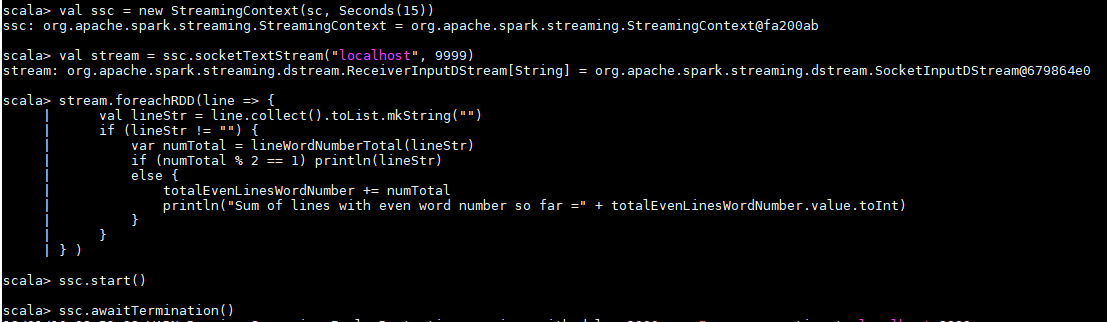 scala> val ssc = new StreamingContext(sc, Seconds(15))
ssc: org.apache.spark.streaming.StreamingContext = org.apache.spark.streaming.StreamingContext@fa200ab
scala> val stream = ssc.socketTextStream("localhost", 9999)
stream: org.apache.spark.streaming.dstream.ReceiverInputDStream[String] = org.apache.spark.streaming.dstream.SocketInputDStream@679864e0
scala> stream.foreachRDD(line => {
     |      val lineStr = line.collect().toList.mkString("")
     |      if (lineStr != "") {
     |          var numTotal = lineWordNumberTotal(lineStr)
     |          if (numTotal % 2 == 1) println(lineStr)
     |          else {
     |              totalEvenLinesWordNumber += numTotal
     |              println("Sum of lines with even word number so far =" + totalEvenLinesWordNumber.value.toInt)
     |          }
     |      }
     | } )
scala> ssc.start()
scala> ssc.awaitTermination()